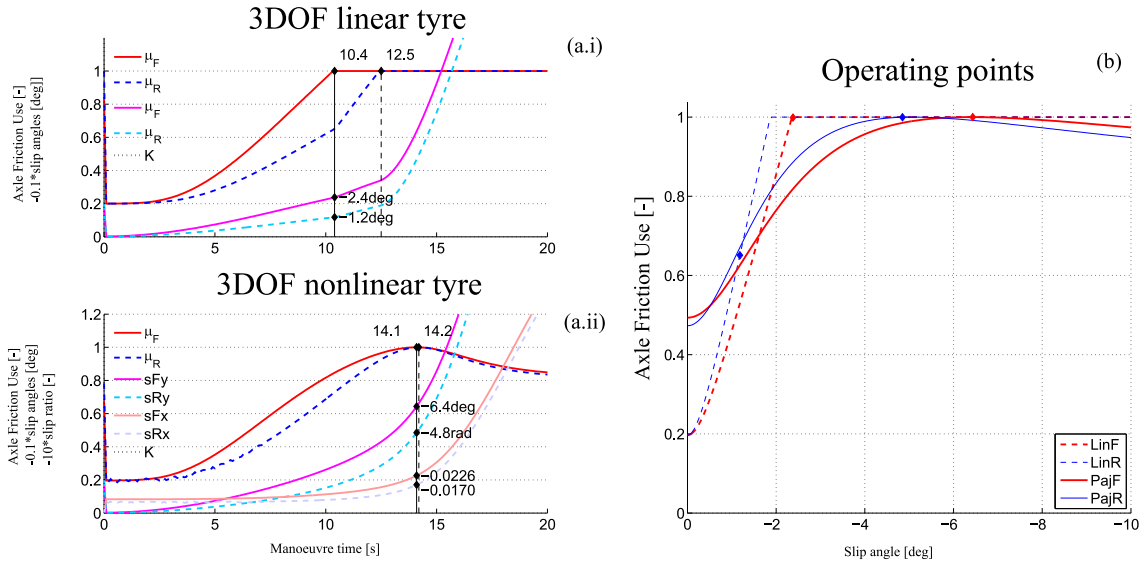 3DOF linear tyre
(a.i)
10.4 12.5
μF
μR
μF
μR
K
1
0.8
0.6
0.4
0.2
0
Axle Friction Use [-]
-0.1*slip angles [deg]]
−2.4deg
−1.2deg
0 5 10 15 20
3DOF nonlinear tyre
(a.ii)
14.1 14.2
μF
μR
sFy
sRy
sFx
sRx
K
1.2
1
0.8
0.6
0.4
0.2
0
Axle Friction Use [-]
-0.1*slip angles [deg]
-10*slip ratio [-]
−6.4deg
−4.8rad
−0.0226
−0.0170
0 5 10 15 20
Manoeuvre time [s]
Operating points
(b)
Axle Friction Use [-]
1
0.8
0.6
0.4
0.2
0
LinF
LinR
PajF
PajR
0 −2 −4 −6 −8 −10
Slip angle [deg]